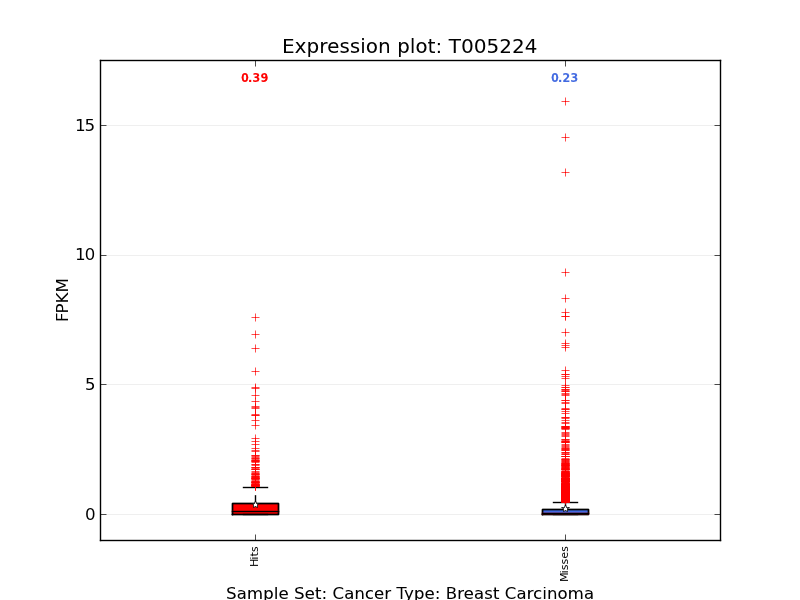 Expression plot: T005224
0.39
0.23
15
10
5
0
FPKM
Hits
Misses
Sample Set: Cancer Type: Breast Carcinoma